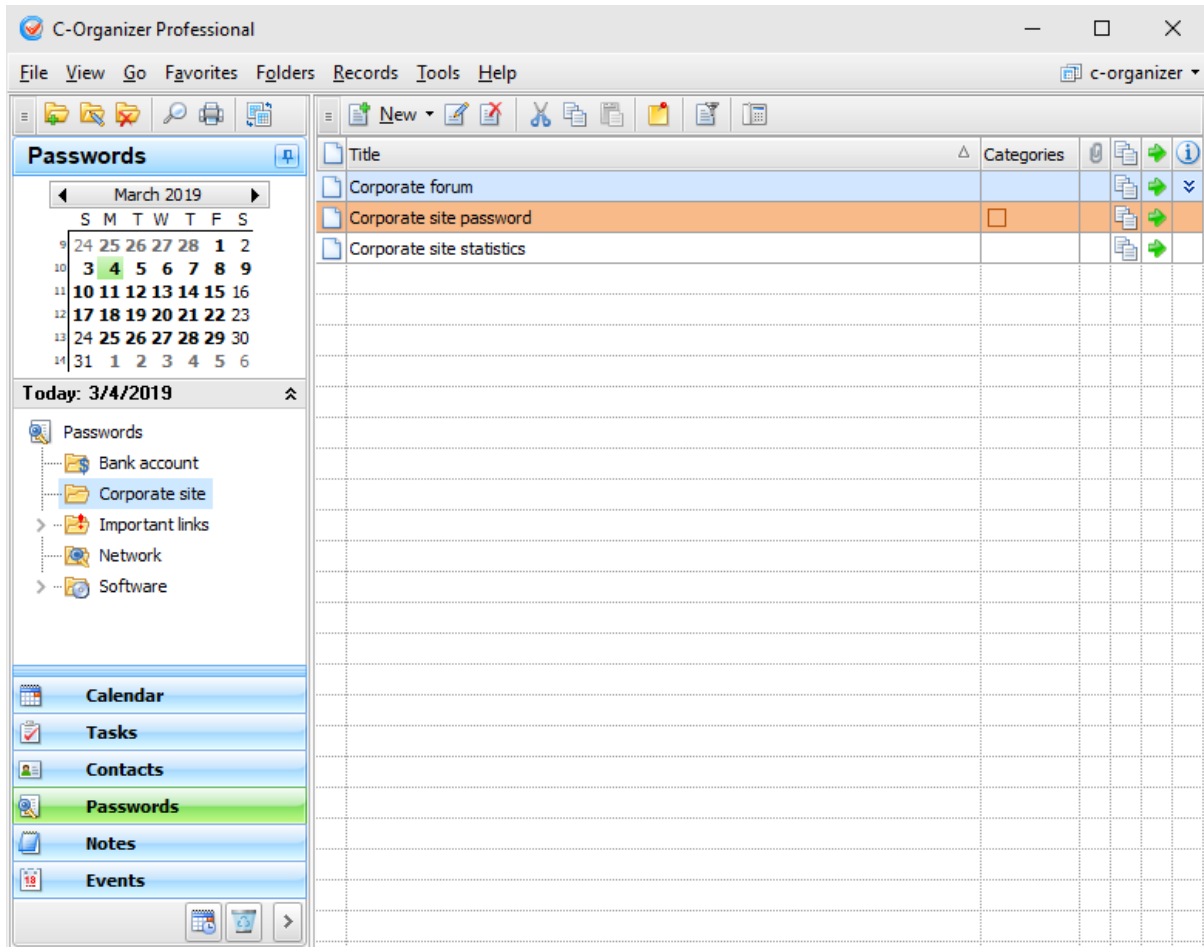 C-Organizer Professional
File View Go Favorites Folders Records Tools Help c-organizer
New
Passwords
Title Categories
March 2019
S M T W T F S
9 24 25 26 27 28 1 2
10 3 4 5 6 7 8 9
11 10 11 12 13 14 15 16
12 17 18 19 20 21 22 23
13 24 25 26 27 28 29 30
14 31 1 2 3 4 5 6
Today: 3/4/2019
Passwords
Bank account
Corporate site
Important links
Network
Software
Calendar
Tasks
Contacts
Passwords
Notes
18
Events
Corporate forum
Corporate site password
Corporate site statistics